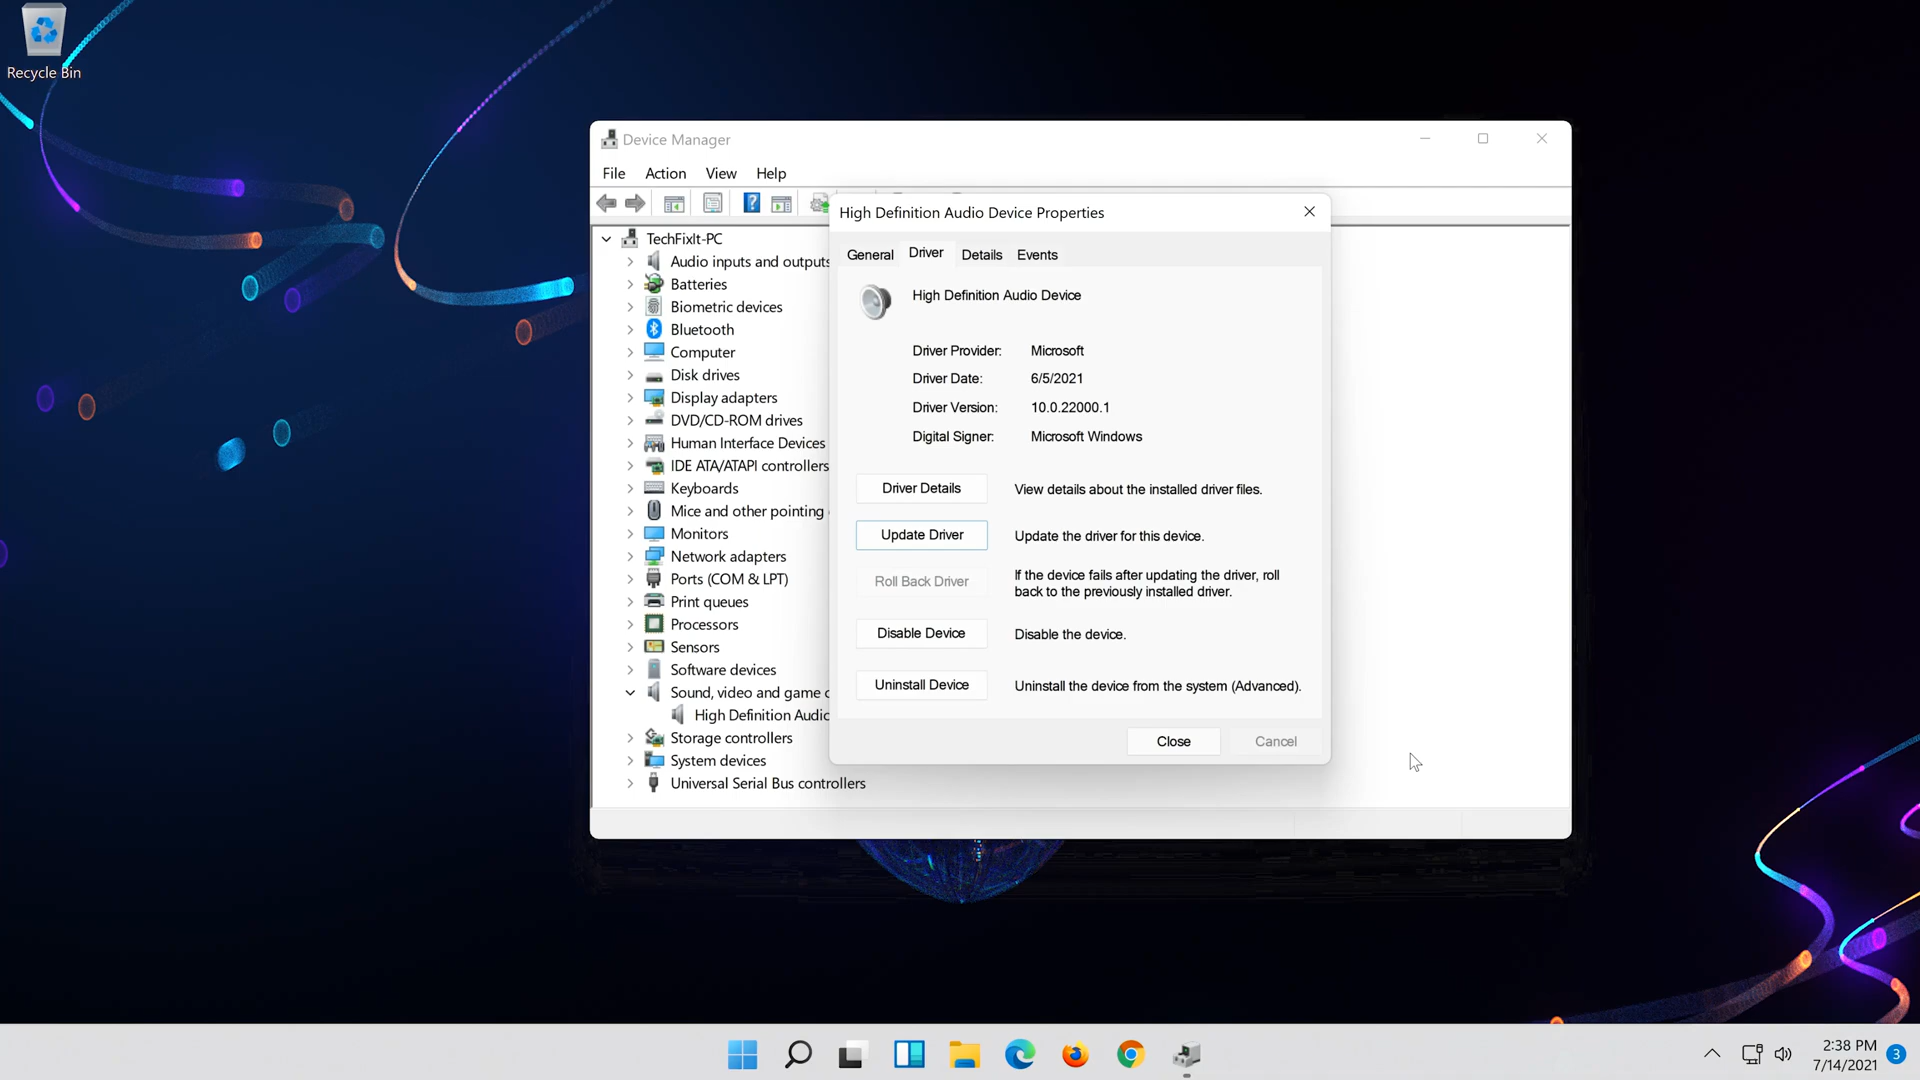 Recycle Bin
Device Manager
File Action View Help
TechFixIt-PC
Audio inputs and outputs
Batteries
Biometric devices
Bluetooth
Computer
Disk drives
Display adapters
DVD/CD-ROM drives
Human Interface Devices
IDE ATA/ATAPI controllers
Keyboards
Mice and other pointing
Monitors
Network adapters
Ports (COM & LPT)
Print queues
Processors
Sensors
Software devices
Sound, video and game
High Definition Audio
Storage controllers
System devices
Universal Serial Bus controllers
High Definition Audio Device Properties
General Driver Details Events
High Definition Audio Device
Driver Provider: Microsoft
Driver Date: 6/5/2021
Driver Version: 10.0.22000.1
Digital Signer: Microsoft Windows
Driver Details View details about the installed driver files.
Update Driver Update the driver for this device.
Roll Back Driver If the device fails after updating the driver, roll
back to the previously installed driver.
Disable Device Disable the device.
Uninstall Device Uninstall the device from the system (Advanced).
Close Cancel
2:38 PM
7/14/2021
3